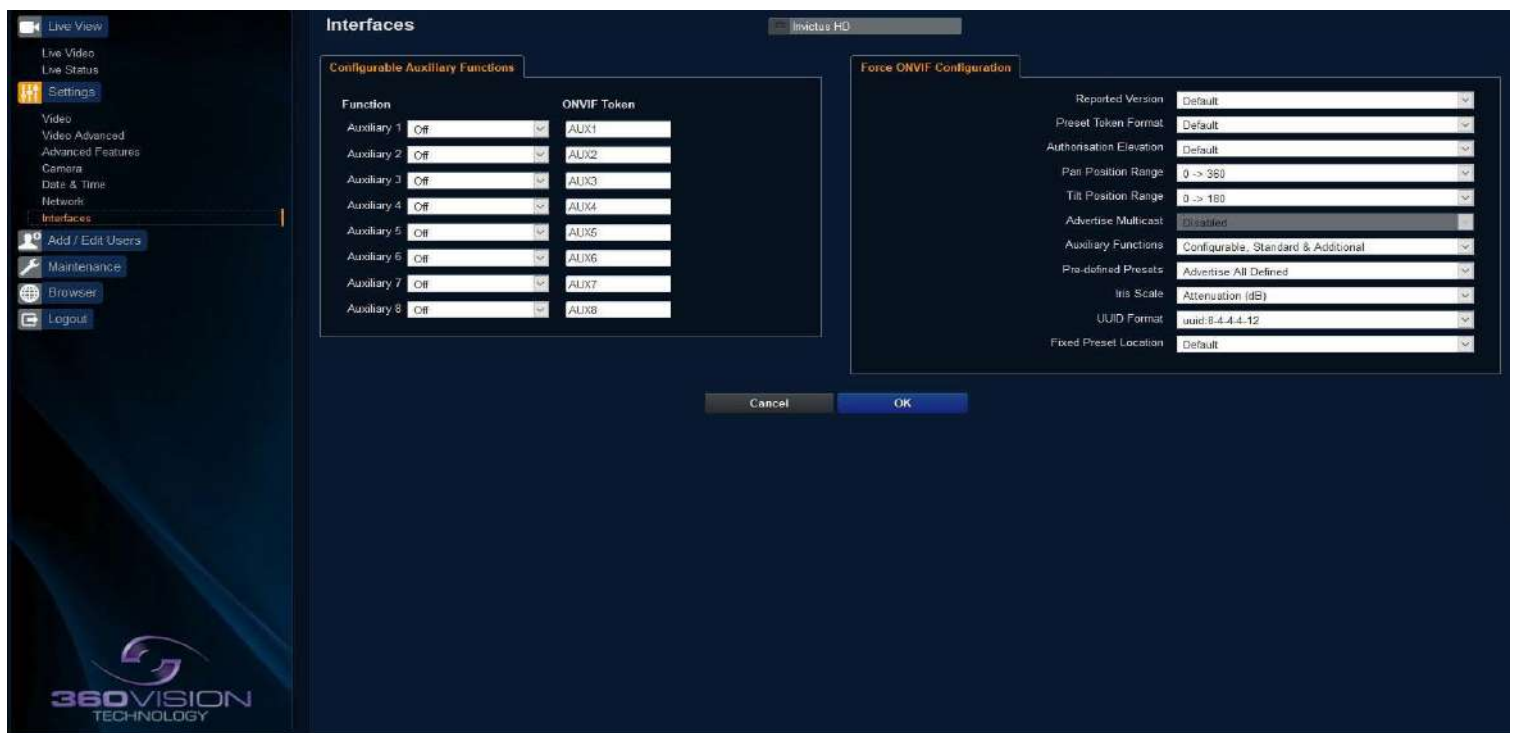 Live View
Live Video
Live Status
Settings
Video
Video Advanced
Advanced Features
Camera
Date & Time
Network
Interfaces
Add / Edit Users
Maintenance
Browser
Logout
360VISION
TECHNOLOGY
Interfaces
Invictus HD
Configurable Auxiliary Functions
Function ONVIF Token
Auxiliary 1 Off AUX1
Auxiliary 2 Off AUX2
Auxiliary 3 Off AUX3
Auxiliary 4 Off AUX4
Auxiliary 5 Off AUX5
Auxiliary 6 Off AUX6
Auxiliary 7 Off AUX7
Auxiliary 8 Off AUX8
Force ONVIF Configuration
Reported Version Default
Preset Token Format Default
Authorisation Elevation Default
Pan Position Range 0 -> 360
Tilt Position Range 0 -> 180
Advertise Multicast Disabled
Auxiliary Functions Configurable, Standard & Additional
Pre-defined Presets Advertise All Defined
Iris Scale Attenuation (dB)
UUID Format uuid:8-4-4-4-12
Fixed Preset Location Default
Cancel OK